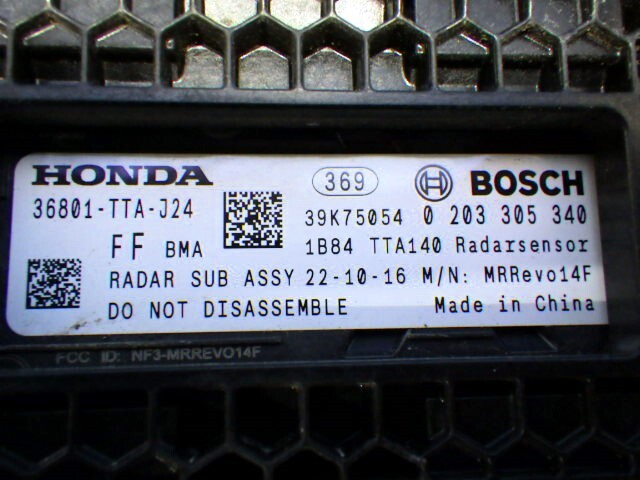 HONDA 369 BOSCH
36801-TTA-J24 39K75054 0 203 305 340
FF BMA 1B84 TTA140 Radarsensor
RADAR SUB ASSY 22-10-16 M/N: MRRevo14F
DO NOT DISASSEMBLE Made in China
FCC ID: NF3-MRREVO14F